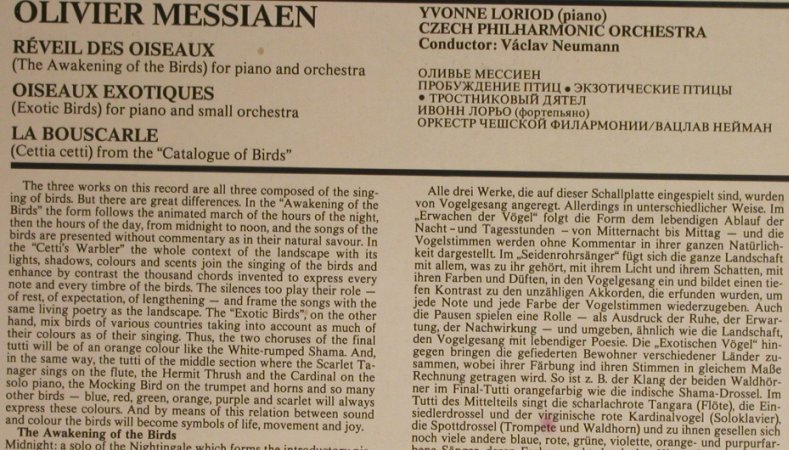 OLIVIER MESSIAEN
RÉVEIL DES OISEAUX
(The Awakening of the Birds) for piano and orchestra
OISEAUX EXOTIQUES
(Exotic Birds) for piano and small orchestra
LA BOUSCARLE
(Cettia cetti) from the “Catalogue of Birds”
YVONNE LORIOD (piano)
CZECH PHILHARMONIC ORCHESTRA
Conductor: Václav Neumann
ОЛИВЬЕ МЕССИЕН
ПРОБУЖДЕНИЕ ПТИЦ ● ЭКЗОТИЧЕСКИЕ ПТИЦЫ
● ТРОСТНИКОВЫЙ ДЯТЕЛ
ИВОНН ЛОРЬО (фортепьяно)
ОРКЕСТР ЧЕШСКОЙ ФИЛАРМОНИИ/ВАЦЛАВ НЕЙМАН
The three works on this record are all three composed of the sing-
ing of birds. But there are great differences. In the “Awakening of the
Birds” the form follows the animated march of the hours of the night,
then the hours of the day, from midnight to noon, and the songs of the
birds are presented without commentary as in their natural savour. In
the “Cetti's Warbler” the whole context of the landscape with its
lights, shadows, colours and scents join the singing of the birds and
enhance by contrast the thousand chords invented to express every
note and every timbre of the birds. The silences too play their role —
of rest, of expectation, of lengthening — and frame the songs with the
same living poetry as the landscape. The “Exotic Birds”, on the other
hand, mix birds of various countries taking into account as much of
their colours as of their singing. Thus, the two choruses of the final
tutti will be of an orange colour like the White-rumped Shama. And,
in the same way, the tutti of the middle section where the Scarlet Ta-
nager sings on the flute, the Hermit Thrush and the Cardinal on the
solo piano, the Mocking Bird on the trumpet and horns and so many
other birds — blue, red, green, orange, purple and scarlet will always
express these colours. And by means of this relation between sound
and colour the birds will become symbols of life, movement and joy.
The Awakening of the Birds
Midnight: a solo of the Nightingale which forms the introductory
Alle drei Werke, die auf dieser Schallplatte eingespielt sind, wurden
von Vogelgesang angeregt. Allerdings in unterschiedlicher Weise. Im
„Erwachen der Vögel“ folgt die Form dem lebendigen Ablauf der
Nacht – und Tagesstunden – von Mitternacht bis Mittag — und die
Vogelstimmen werden ohne Kommentar in ihrer ganzen Natürlich-
keit dargestellt. Im „Seidenrohrsänger“ fügt sich die ganze Landschaft
mit allem, was zu ihr gehört, mit ihrem Licht und ihrem Schatten, mit
ihren Farben und Düften, in den Vogelgesang ein und bildet einen tie-
fen Kontrast zu den unzähligen Akkorden, die erfunden wurden, um
jede Note und jede Farbe der Vogelstimmen wiederzugeben. Auch
die Pausen spielen eine Rolle — als Ausdruck der Ruhe, der Erwar-
tung, der Nachwirkung — und umgeben, ähnlich wie die Landschaft,
den Vogelgesang mit lebendiger Poesie. Die „Exotischen Vögel“ hin-
gegen bringen die gefiederten Bewohner verschiedener Länder zu-
sammen, wobei ihrer Färbung und ihren Stimmen in gleichem Maße
Rechnung getragen wird. So ist z. B. der Klang der beiden Waldhör-
ner im Final-Tutti orangefarbig wie die indische Shama-Drossel. Im
Tutti des Mittelteils singt die scharlachrote Tangara (Flöte), die Ein-
siedlerdrossel und der virginische rote Kardinalvogel (Soloklavier),
die Spottdrossel (Trompete und Waldhorn) und zu ihnen gesellen sich
noch viele andere blaue, rote, grüne, violette, orange- und purpurfar-